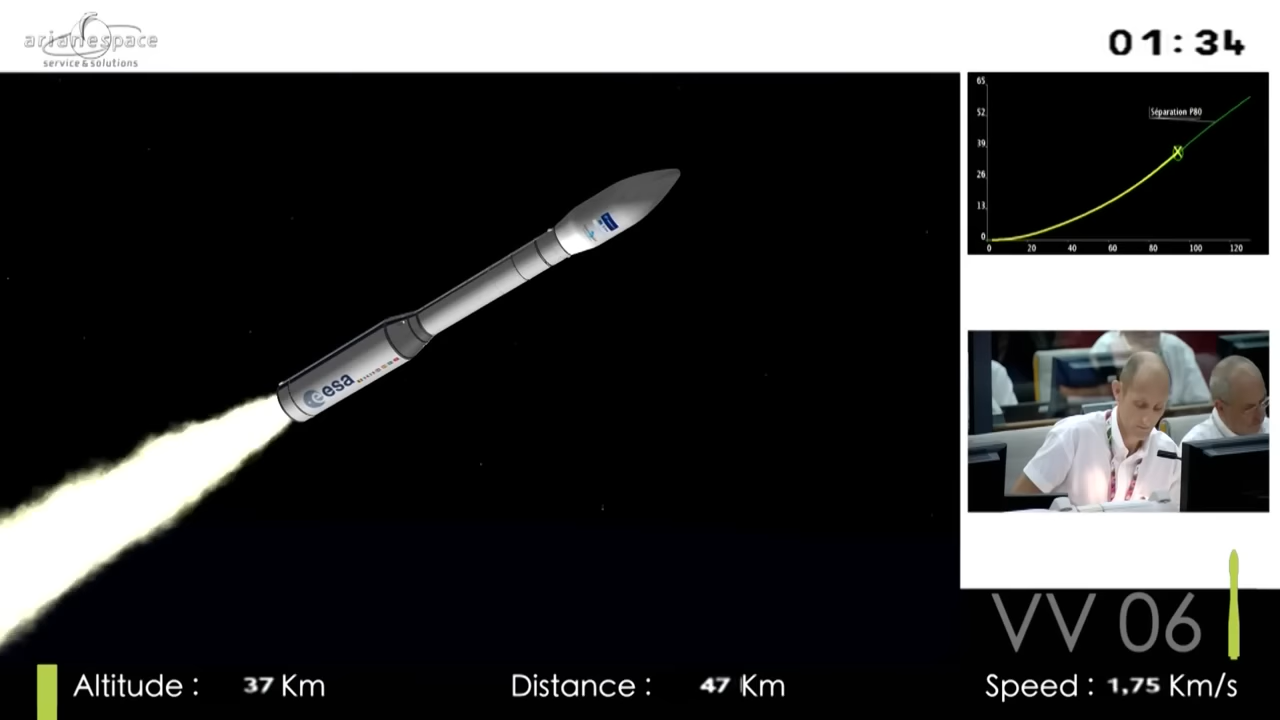 arianespace
service & solutions
01:34
65
52
39
26
13
0
Séparation P80
0 20 40 60 80 100 120
esa
VV 06
Altitude : 37 Km
Distance : 47 Km
Speed : 1,75 Km/s